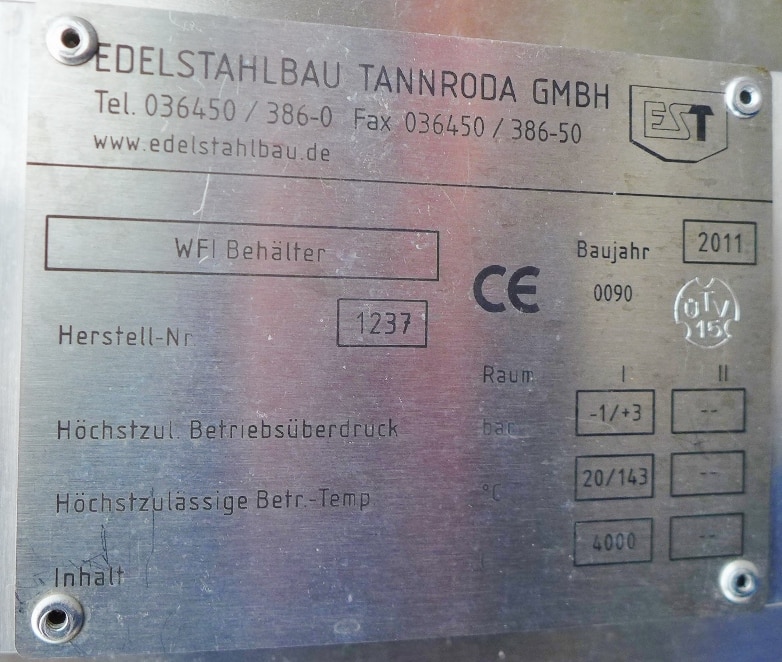 EDELSTAHLBAU TANNRODA GMBH
Tel. 036450 / 386-0 Fax 036450 / 386-50
www.edelstahlbau.de
EST
WFI Behälter
Baujahr 2011
CE 0090
TÜV 15
Herstell-Nr 1237
Raum I II
Höchstzul. Betriebsüberdruck bar -1/+3 --
Höchstzulässige Betr.-Temp °C 20/143 --
Inhalt l 4000 --